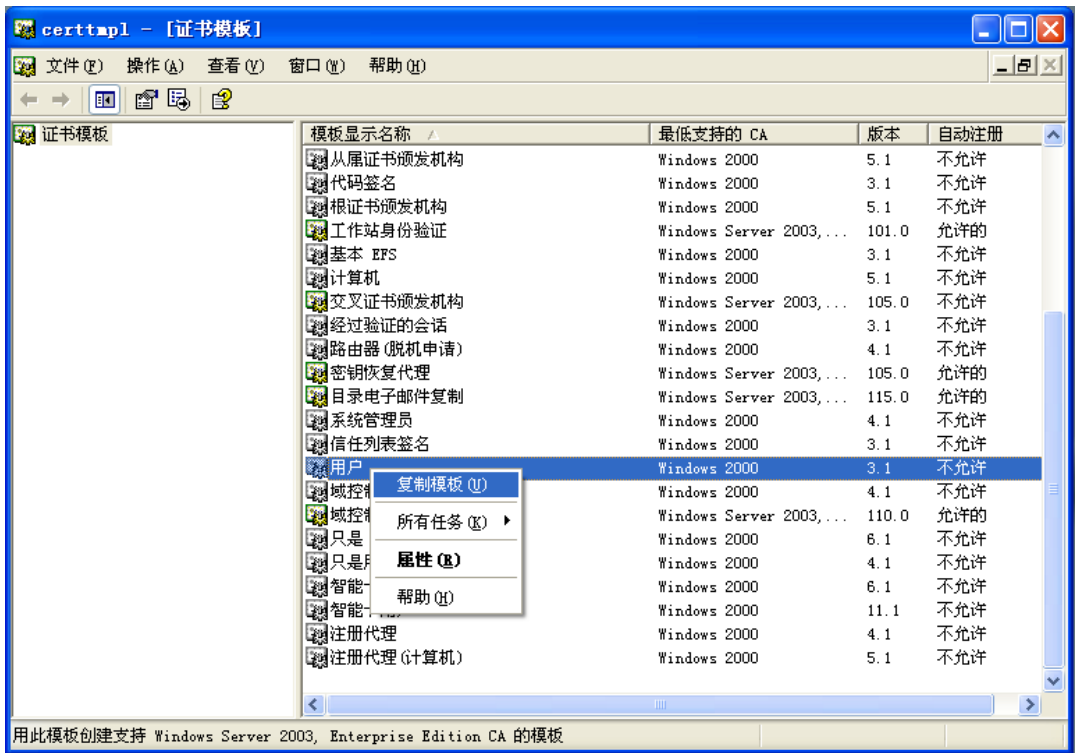 certtmpl - [证书模板]
文件(F) 操作(A) 查看(V) 窗口(W) 帮助(H)
证书模板
模板显示名称 最低支持的 CA 版本 自动注册
从属证书颁发机构 Windows 2000 5.1 不允许
代码签名 Windows 2000 3.1 不允许
根证书颁发机构 Windows 2000 5.1 不允许
工作站身份验证 Windows Server 2003,... 101.0 允许的
基本 EFS Windows 2000 3.1 不允许
计算机 Windows 2000 5.1 不允许
交叉证书颁发机构 Windows Server 2003,... 105.0 不允许
经过验证的会话 Windows 2000 3.1 不允许
路由器(脱机申请) Windows 2000 4.1 不允许
密钥恢复代理 Windows Server 2003,... 105.0 允许的
目录电子邮件复制 Windows Server 2003,... 115.0 允许的
系统管理员 Windows 2000 4.1 不允许
信任列表签名 Windows 2000 3.1 不允许
用户 Windows 2000 3.1 不允许
域控制 Windows 2000 4.1 不允许
域控制 Windows Server 2003,... 110.0 允许的
只是 Windows 2000 6.1 不允许
只是用 Windows 2000 4.1 不允许
智能卡 Windows 2000 6.1 不允许
智能卡 Windows 2000 11.1 不允许
注册代理 Windows 2000 4.1 不允许
注册代理(计算机) Windows 2000 5.1 不允许
复制模板(U)
所有任务(K)
属性(R)
帮助(H)
用此模板创建支持 Windows Server 2003, Enterprise Edition CA 的模板